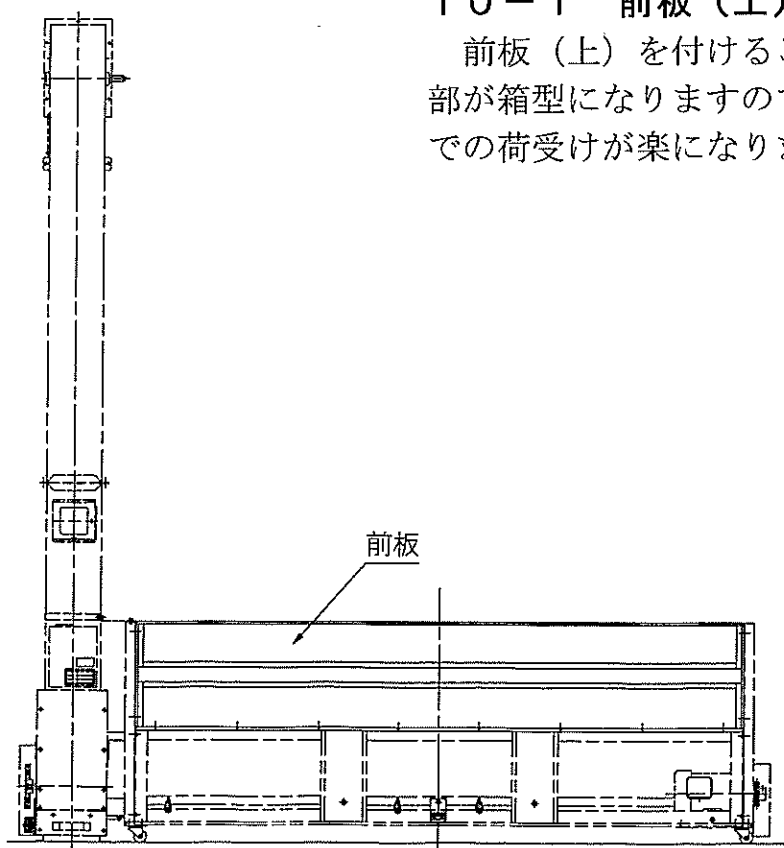 １０－１　前板（上）
前板（上）を付ける
部が箱型になりますので
での荷受けが楽になりま
前板